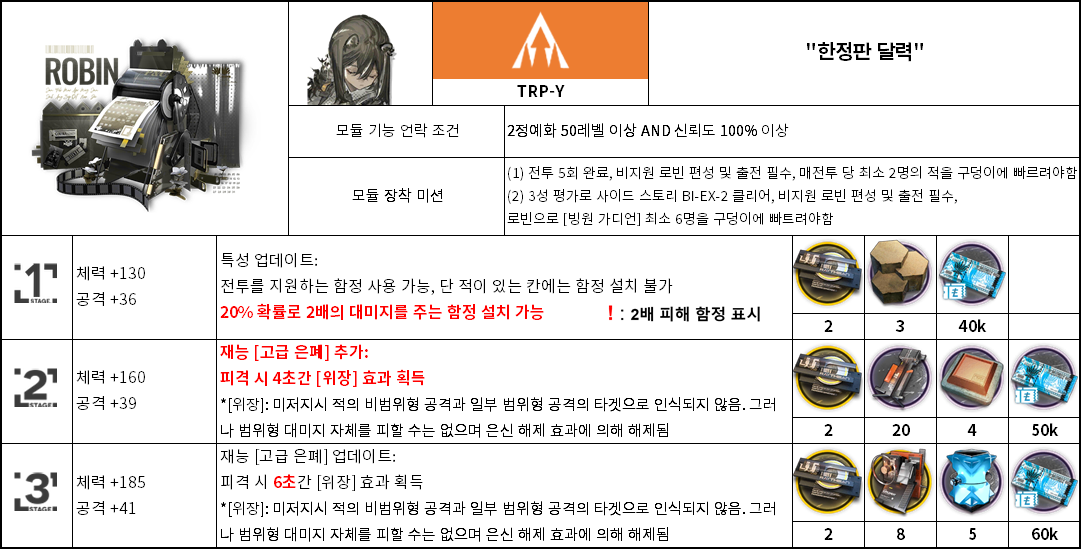 ROBIN
TRP-Y
"한정판 달력"
모듈 기능 언락 조건
2정예화 50레벨 이상 AND 신뢰도 100% 이상
모듈 장착 미션
(1) 전투 5회 완료, 비지원 로빈 편성 및 출전 필수, 매전투 당 최소 2명의 적을 구덩이에 빠르려야함
(2) 3성 평가로 사이드 스토리 BI-EX-2 클리어, 비지원 로빈 편성 및 출전 필수,
로빈으로 [빙원 가디언] 최소 6명을 구덩이에 빠트려야함
1 STAGE.
체력 +130
공격 +36
특성 업데이트:
전투를 지원하는 함정 사용 가능, 단 적이 있는 칸에는 함정 설치 불가
20% 확률로 2배의 대미지를 주는 함정 설치 가능 ! : 2배 피해 함정 표시
2 3 40k
2 STAGE.
체력 +160
공격 +39
재능 [고급 은폐] 추가:
피격 시 4초간 [위장] 효과 획득
*[위장]: 미저지시 적의 비범위형 공격과 일부 범위형 공격의 타겟으로 인식되지 않음. 그러
나 범위형 대미지 자체를 피할 수는 없으며 은신 해제 효과에 의해 해제됨
2 20 4 50k
3 STAGE.
체력 +185
공격 +41
재능 [고급 은폐] 업데이트:
피격 시 6초간 [위장] 효과 획득
*[위장]: 미저지시 적의 비범위형 공격과 일부 범위형 공격의 타겟으로 인식되지 않음. 그러
나 범위형 대미지 자체를 피할 수는 없으며 은신 해제 효과에 의해 해제됨
2 8 5 60k